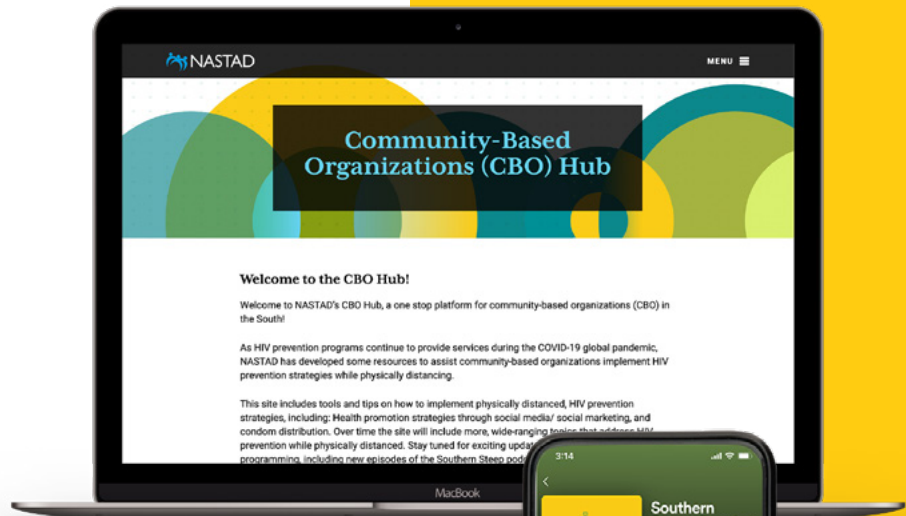 NASTAD
MENU
Community-Based
Organizations (CBO) Hub
Welcome to the CBO Hub!
Welcome to NASTAD's CBO Hub, a one stop platform for community-based organizations (CBO) in
the South!
As HIV prevention programs continue to provide services during the COVID-19 global pandemic,
NASTAD has developed some resources to assist community-based organizations implement HIV
prevention strategies while physically distancing.
This site includes tools and tips on how to implement physically distanced, HIV prevention
strategies, including: Health promotion strategies through social media/ social marketing, and
condom distribution. Over time the site will include more, wide-ranging topics that address HIV
prevention while physically distanced. Stay tuned for exciting
programming, including new episodes of the Southern Steep
MacBook
3:14
Southern